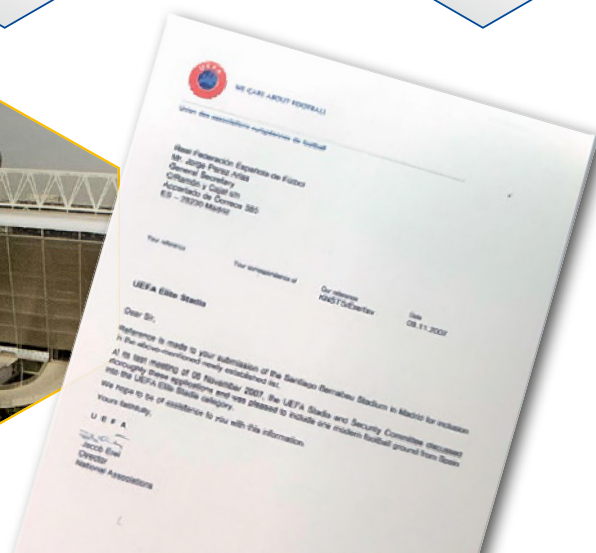 UEFA
WE CARE ABOUT FOOTBALL
Union des associations européennes de football
Real Federación Española de Fútbol
Mr. Jorge Perez Arias
General Secretary
C/Ramón y Cajal s/n
Apartado de Correos 385
ES – 28230 Madrid
Your reference
Your correspondence of
Our reference
Date
09.11.2007
UEFA Elite Stadia
Dear Sir,
Reference is made to your submission of the Santiago Bernabeu Stadium in Madrid for inclusion
in the above-mentioned newly established list.
At its last meeting of 08 November 2007, the UEFA Stadia and Security Committee discussed
thoroughly these applications and was pleased to include one modern football ground from Spain
into the UEFA Elite Stadia category.
We hope to be of assistance to you with this information.
Yours faithfully,
U E F A
Jacob Erel
Director
National Associations